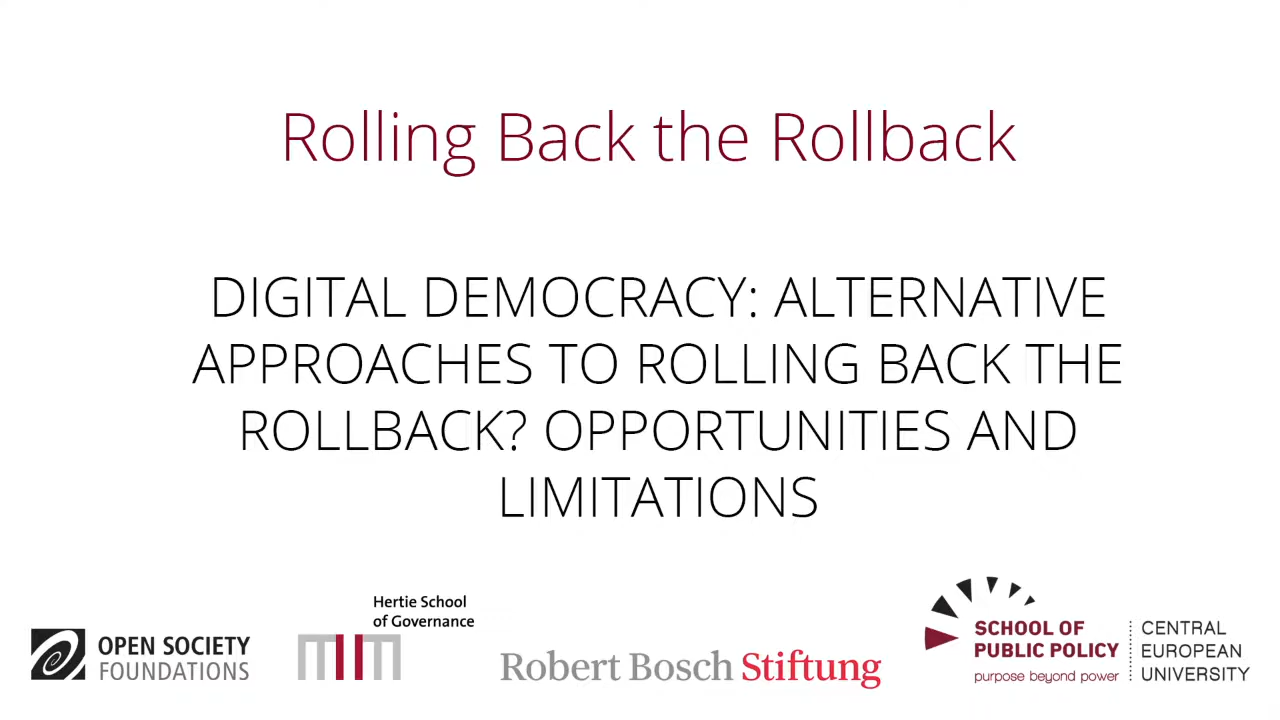 Rolling Back the Rollback
DIGITAL DEMOCRACY: ALTERNATIVE
APPROACHES TO ROLLING BACK THE
ROLLBACK? OPPORTUNITIES AND
LIMITATIONS
OPEN SOCIETY
FOUNDATIONS
Hertie School
of Governance
Robert Bosch Stiftung
SCHOOL OF
PUBLIC POLICY
purpose beyond power
CENTRAL
EUROPEAN
UNIVERSITY